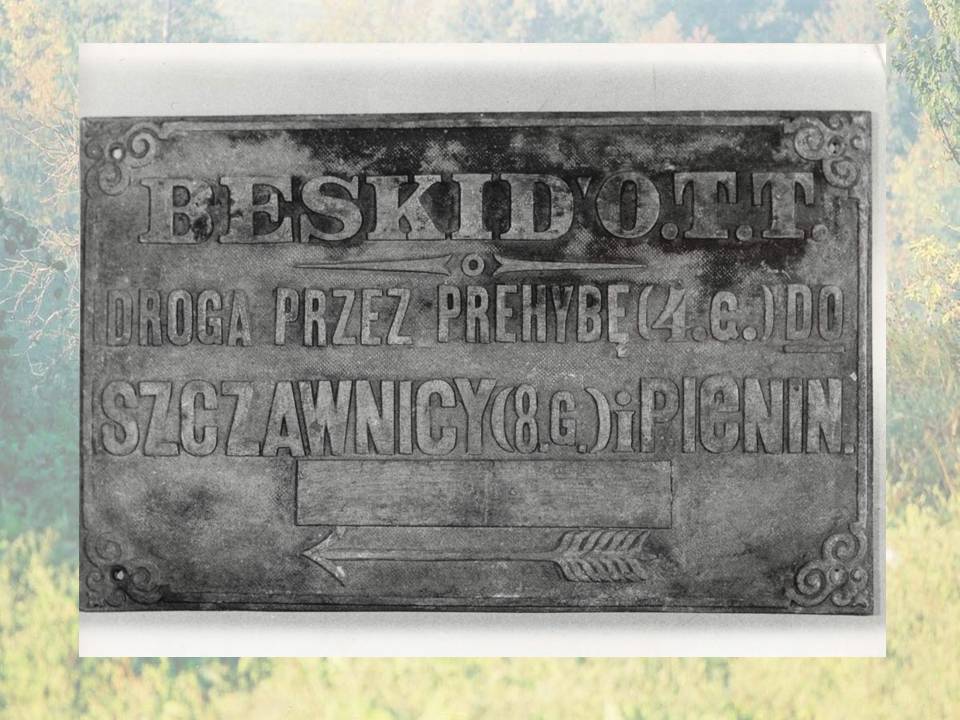 BESKID "O.T.T.
DROGA PRZEZ PREHYBĘ (4.G.) DO
SZCZAWNICY (8.G.) i PIENIN.